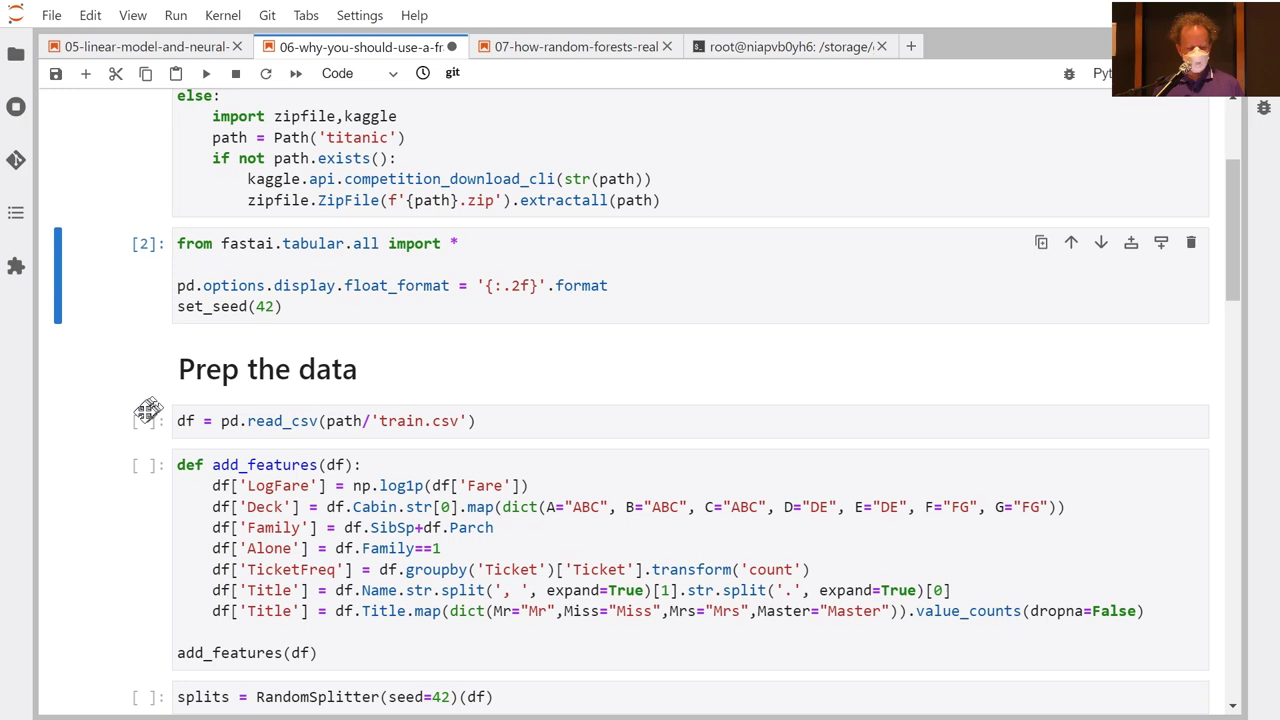 File Edit View Run Kernel Git Tabs Settings Help
05-linear-model-and-neural- 06-why-you-should-use-a-fr 07-how-random-forests-real root@niapvb0yh6: /storage/
Code git
else:
import zipfile,kaggle
path = Path('titanic')
if not path.exists():
kaggle.api.competition_download_cli(str(path))
zipfile.ZipFile(f'{path}.zip').extractall(path)
[2]: from fastai.tabular.all import *
pd.options.display.float_format = '{:.2f}'.format
set_seed(42)
Prep the data
[ ]: df = pd.read_csv(path/'train.csv')
[ ]: def add_features(df):
df['LogFare'] = np.log1p(df['Fare'])
df['Deck'] = df.Cabin.str[0].map(dict(A="ABC", B="ABC", C="ABC", D="DE", E="DE", F="FG", G="FG"))
df['Family'] = df.SibSp+df.Parch
df['Alone'] = df.Family==1
df['TicketFreq'] = df.groupby('Ticket')['Ticket'].transform('count')
df['Title'] = df.Name.str.split(', ', expand=True)[1].str.split('.', expand=True)[0]
df['Title'] = df.Title.map(dict(Mr="Mr",Miss="Miss",Mrs="Mrs",Master="Master")).value_counts(dropna=False)
add_features(df)
[ ]: splits = RandomSplitter(seed=42)(df)